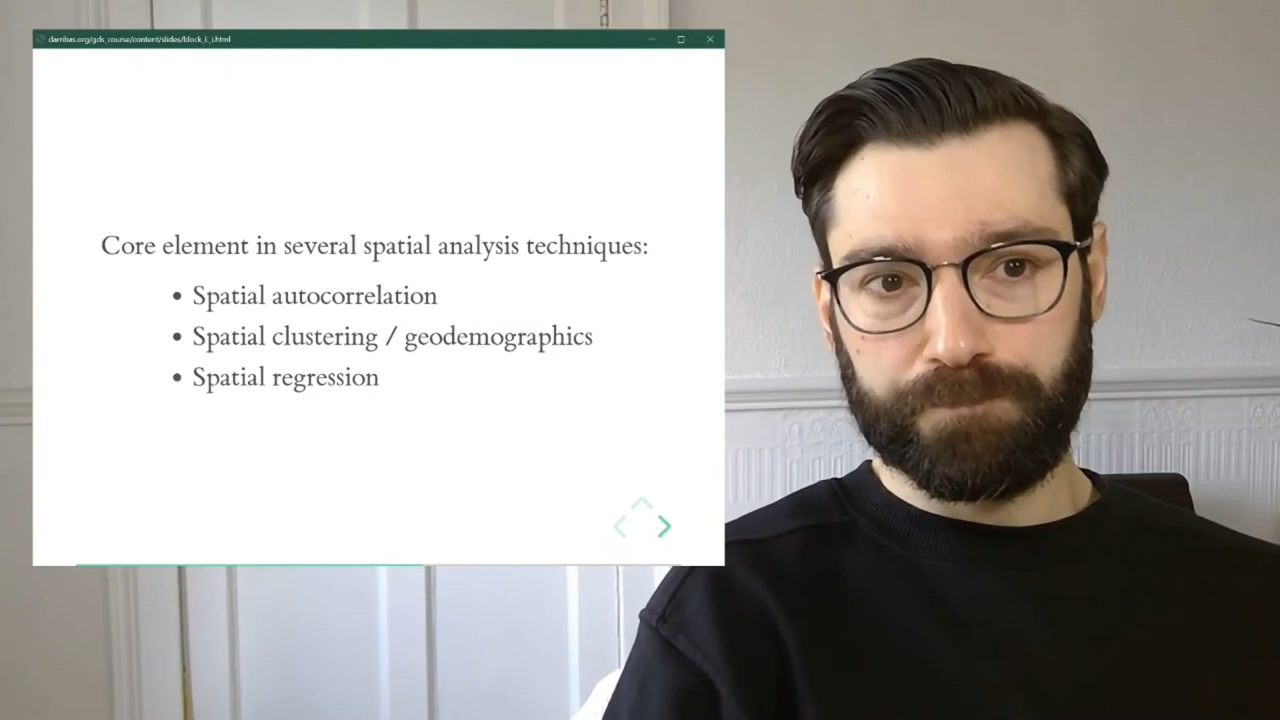 darribas.org/gds_course/content/slides/block_E_i.html
Core element in several spatial analysis techniques:
• Spatial autocorrelation
• Spatial clustering / geodemographics
• Spatial regression